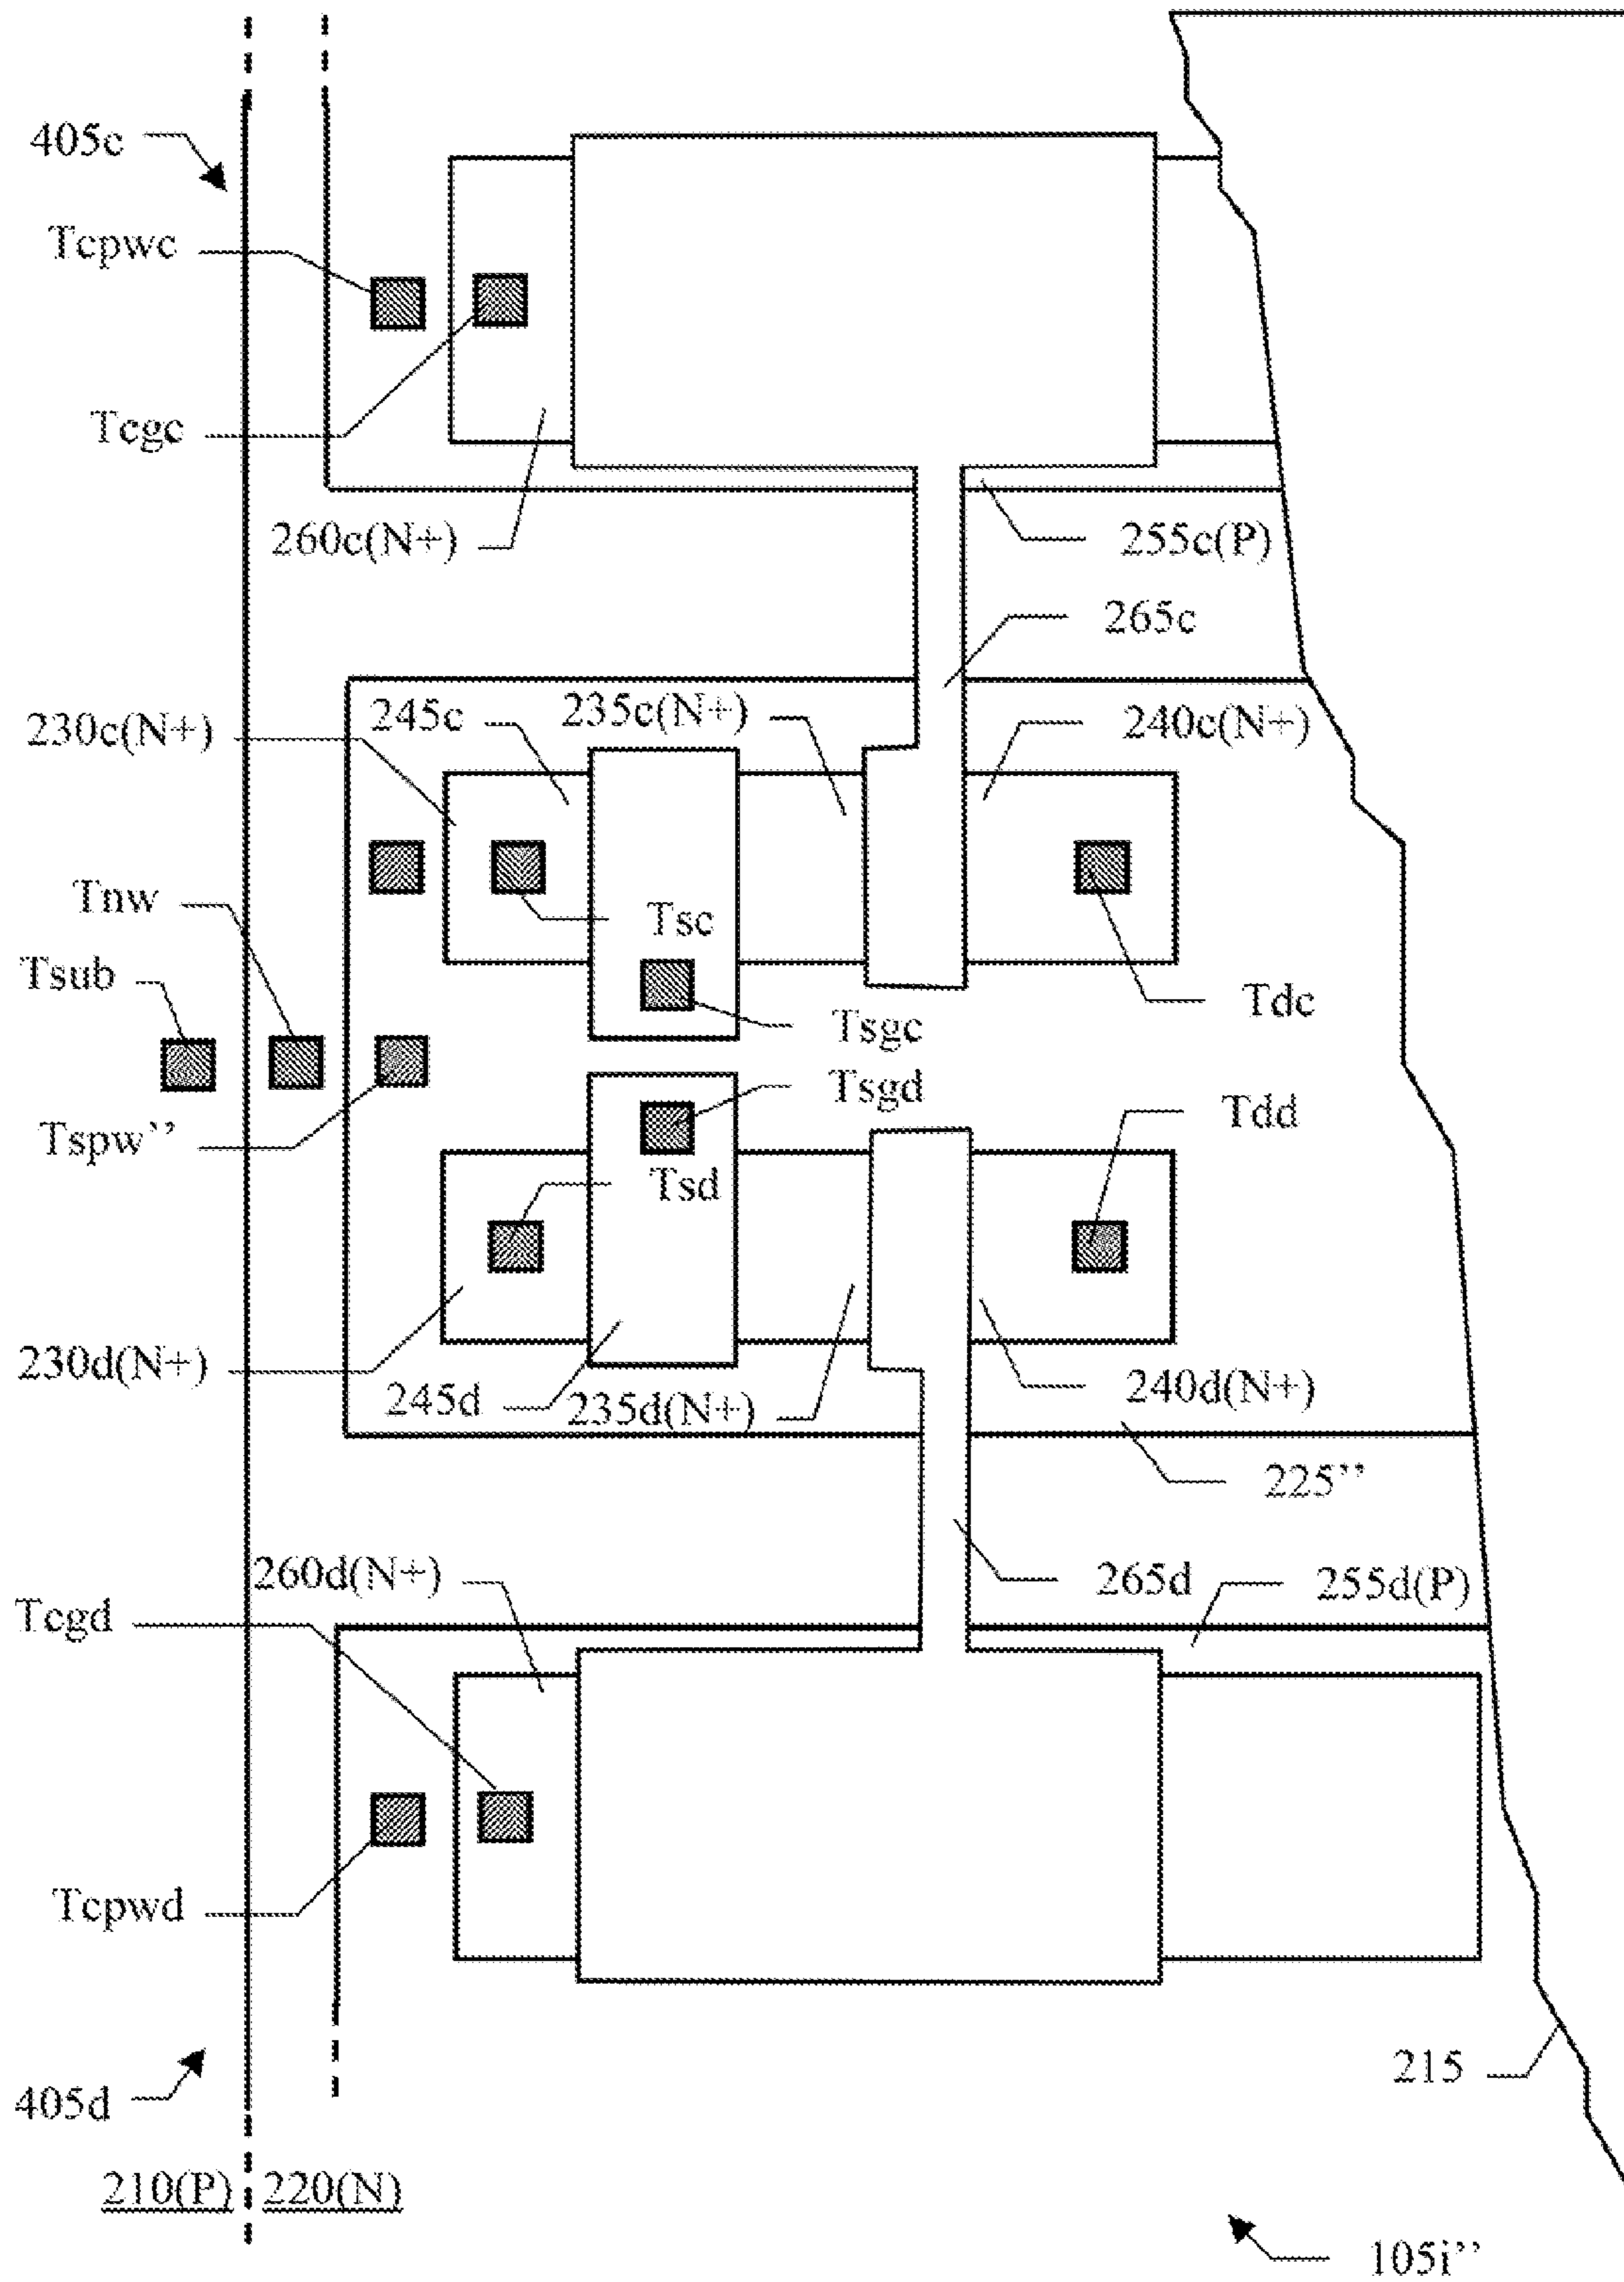 405c
Tcpwc
Tcgc
260c(N+)
255c(P)
265c
230c(N+)
245c
235c(N+)
240c(N+)
Tnw
Tsc
Tsub
Tdc
Tsgc
Tsgd
Tdd
Tspw’’
Tsd
230d(N+)
245d
235d(N+)
240d(N+)
225’’
260d(N+)
265d
255d(P)
Tcgd
Tcpwd
215
405d
210(P) 220(N)
105i’’